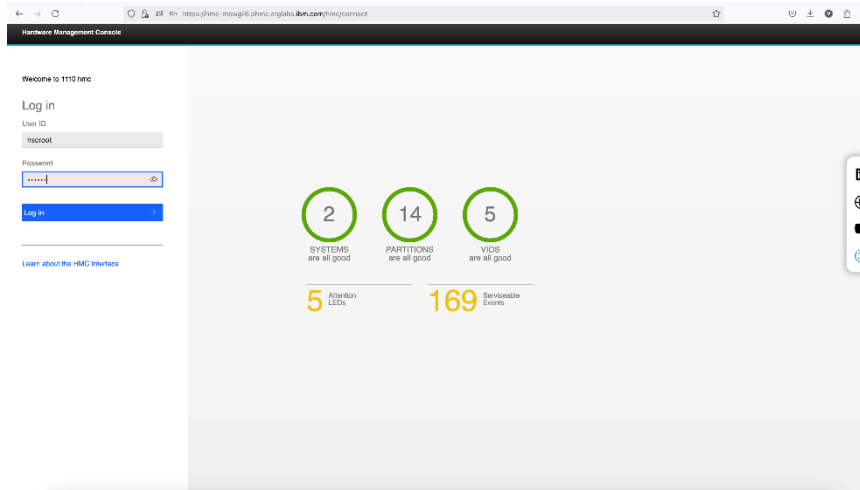 https://hmc-mowgli6.phmc.stglabs.ibm.com/hmc/connect
Hardware Management Console
Welcome to 1110 hmc
Log in
User ID
hscroot
Password
••••••
Log in
Learn about the HMC Interface
2
SYSTEMS
are all good
14
PARTITIONS
are all good
5
VIOS
are all good
5 Attention
LEDs
169 Serviceable
Events